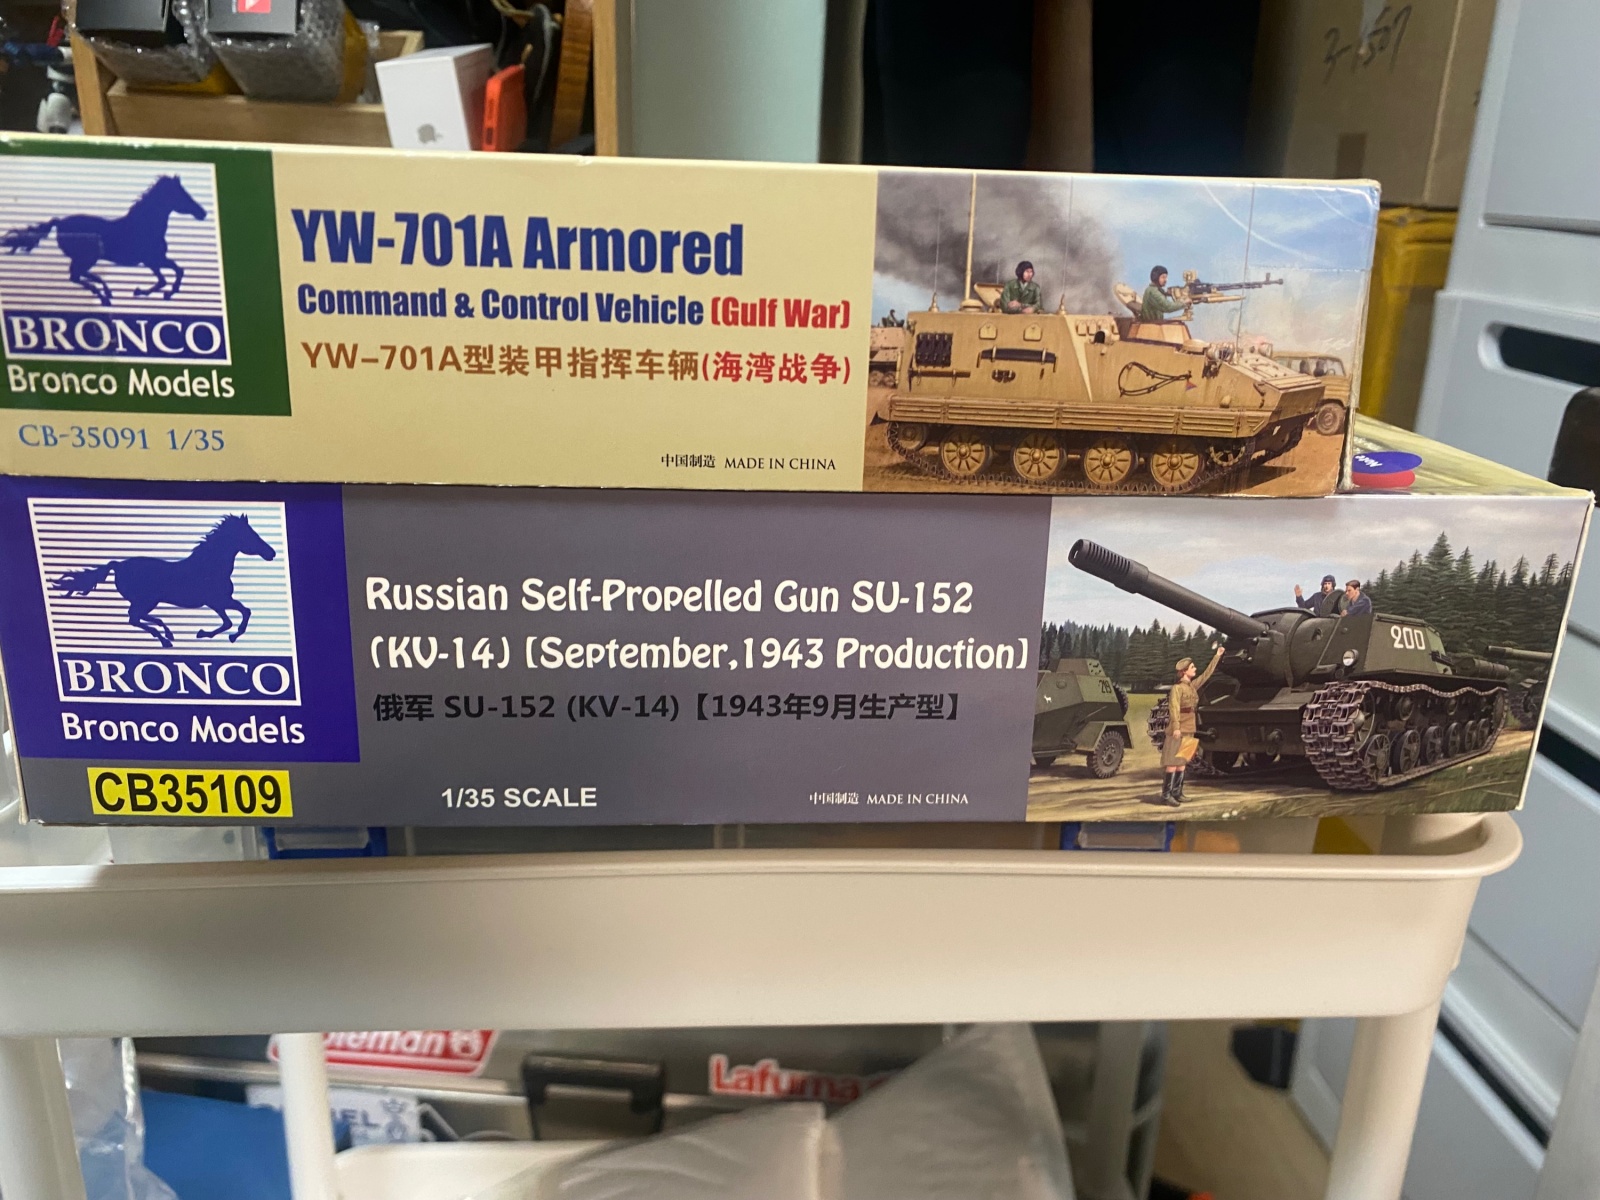 3-1507
BRONCO
Bronco Models
CB-35091 1/35
YW-701A Armored
Command & Control Vehicle (Gulf War)
YW-701A型装甲指挥车辆(海湾战争)
中国制造 MADE IN CHINA
BRONCO
Bronco Models
CB35109
Russian Self-Propelled Gun SU-152
(KV-14) [September,1943 Production]
俄军 SU-152 (KV-14)【1943年9月生产型】
1/35 SCALE
中国制造 MADE IN CHINA
200
Lafuma